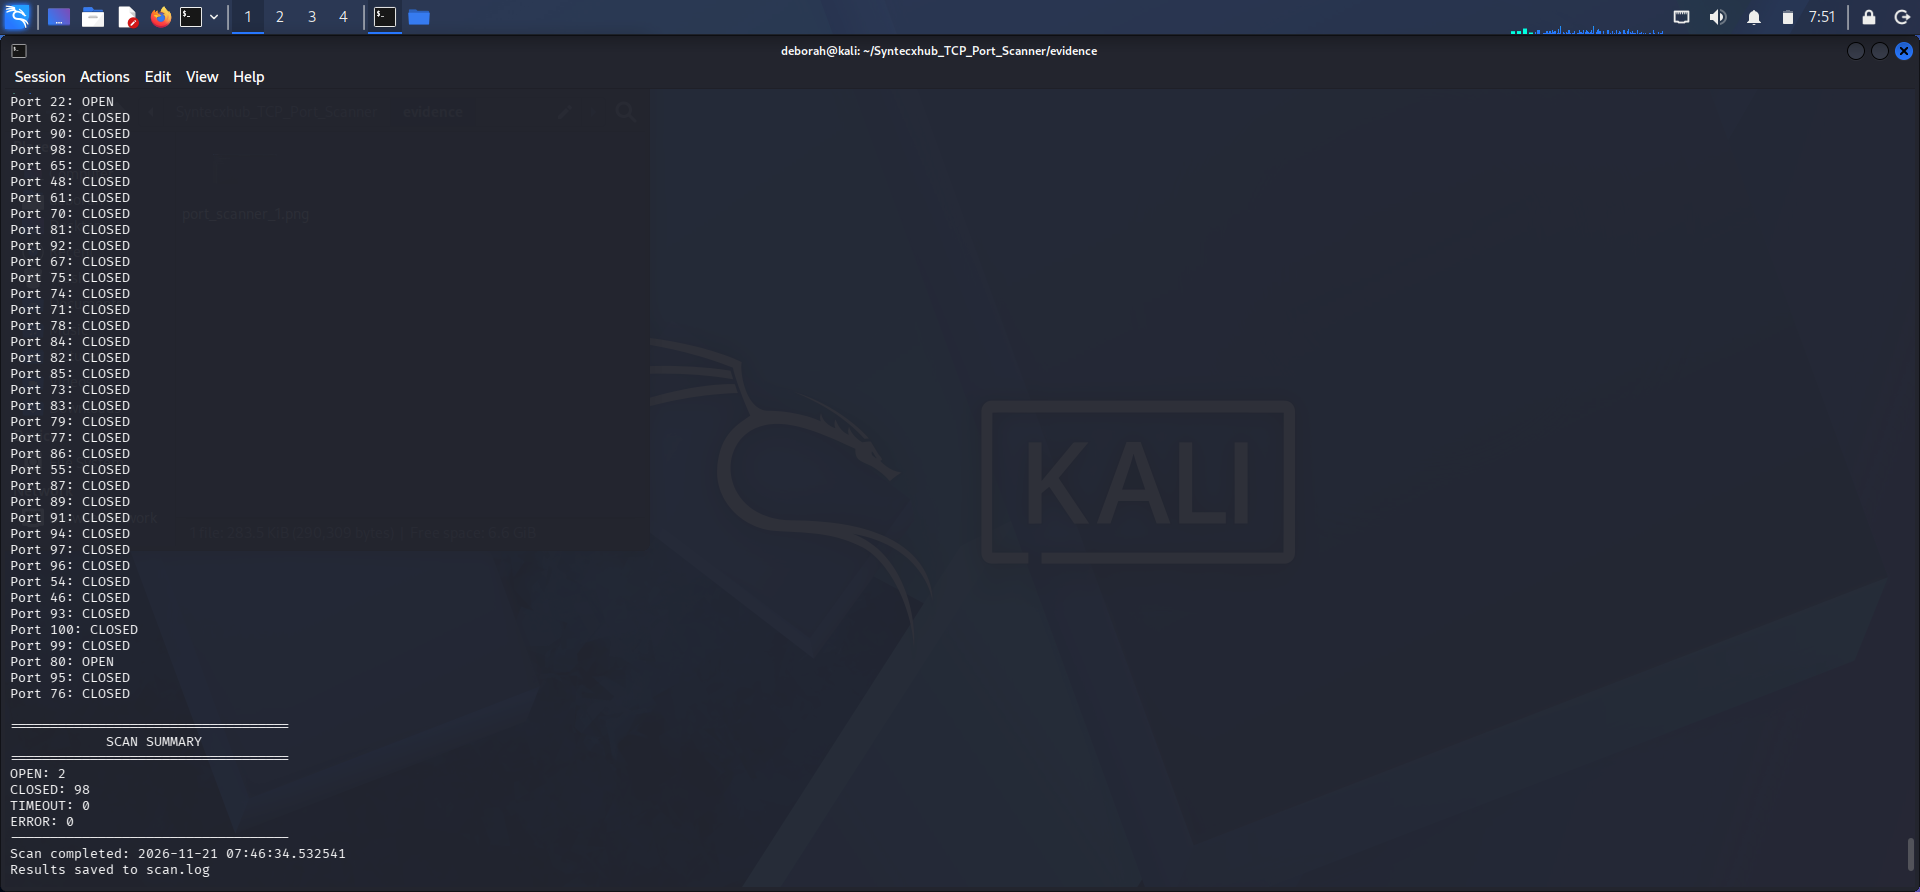 1 2 3 4 7:51
deborah@kali: ~/Syntecxhub_TCP_Port_Scanner/evidence
Session Actions Edit View Help
Port 22: OPEN
Syntecxhub_TCP_Port_Scanner evidence
Port 62: CLOSED
Port 90: CLOSED
Port 98: CLOSED
Port 65: CLOSED
Port 48: CLOSED
Port 61: CLOSED
Port 70: CLOSED
port_scanner_1.png
Port 81: CLOSED
Port 92: CLOSED
Port 67: CLOSED
Port 75: CLOSED
Port 74: CLOSED
Port 71: CLOSED
Port 78: CLOSED
Port 84: CLOSED
Port 82: CLOSED
Port 85: CLOSED
Port 73: CLOSED
Port 83: CLOSED
Port 79: CLOSED
Port 77: CLOSED
Port 86: CLOSED
Port 55: CLOSED
Port 87: CLOSED
Port 89: CLOSED
Port 91: CLOSED
Port 94: CLOSED
Port 97: CLOSED
Port 96: CLOSED
Port 54: CLOSED
Port 46: CLOSED
Port 93: CLOSED
Port 100: CLOSED
Port 99: CLOSED
Port 80: OPEN
Port 95: CLOSED
Port 76: CLOSED
KALI
SCAN SUMMARY
OPEN: 2
CLOSED: 98
TIMEOUT: 0
ERROR: 0
Scan completed: 2026-11-21 07:46:34.532541
Results saved to scan.log